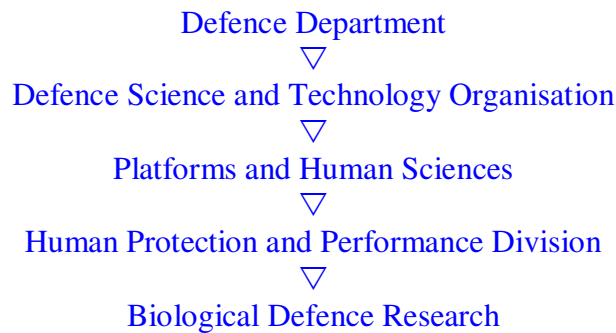 Defence Department
▽
Defence Science and Technology Organisation
▽
Platforms and Human Sciences
▽
Human Protection and Performance Division
▽
Biological Defence Research